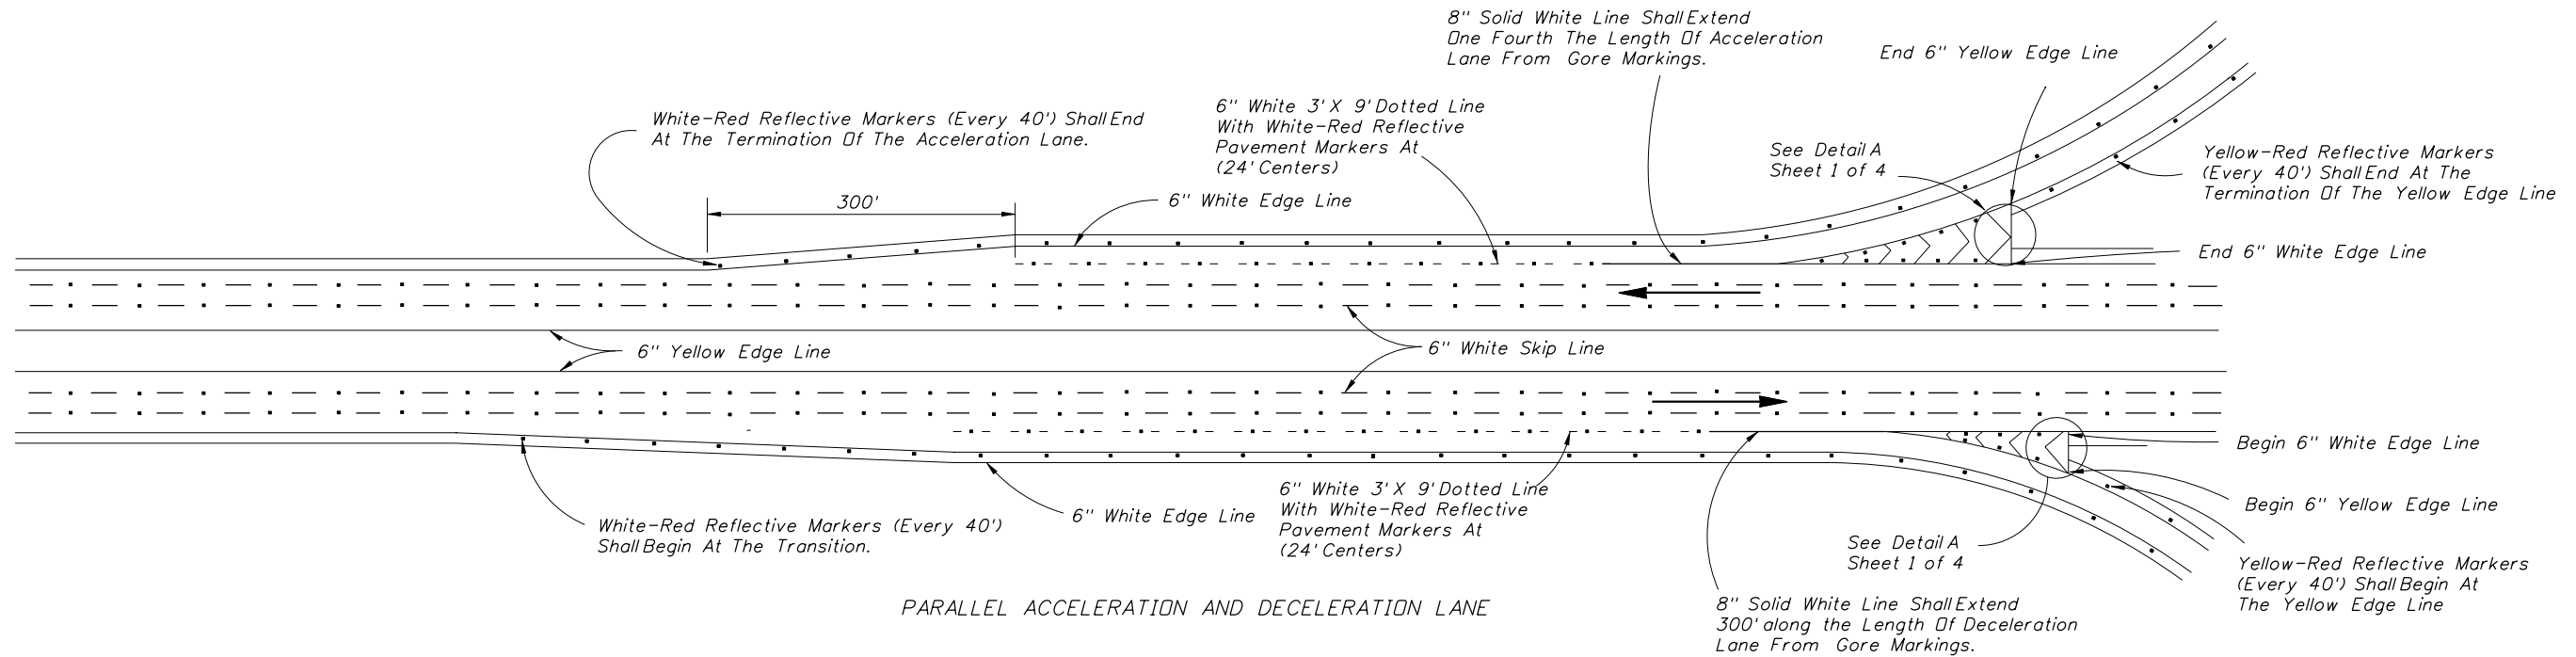 8" Solid White Line Shall Extend
One Fourth The Length Of Acceleration
Lane From Gore Markings.
End 6" Yellow Edge Line
White-Red Reflective Markers (Every 40') Shall End
At The Termination Of The Acceleration Lane.
6" White 3' X 9' Dotted Line
With White-Red Reflective
Pavement Markers At
(24' Centers)
See Detail A
Sheet 1 of 4
Yellow-Red Reflective Markers
(Every 40') Shall End At The
Termination Of The Yellow Edge Line
300'
6" White Edge Line
End 6" White Edge Line
6" Yellow Edge Line
6" White Skip Line
Begin 6" White Edge Line
6" White 3' X 9' Dotted Line
With White-Red Reflective
Pavement Markers At
(24' Centers)
6" White Edge Line
Begin 6" Yellow Edge Line
White-Red Reflective Markers (Every 40')
Shall Begin At The Transition.
See Detail A
Sheet 1 of 4
Yellow-Red Reflective Markers
(Every 40') Shall Begin At
The Yellow Edge Line
PARALLEL ACCELERATION AND DECELERATION LANE
8" Solid White Line Shall Extend
300' along the Length Of Deceleration
Lane From Gore Markings.